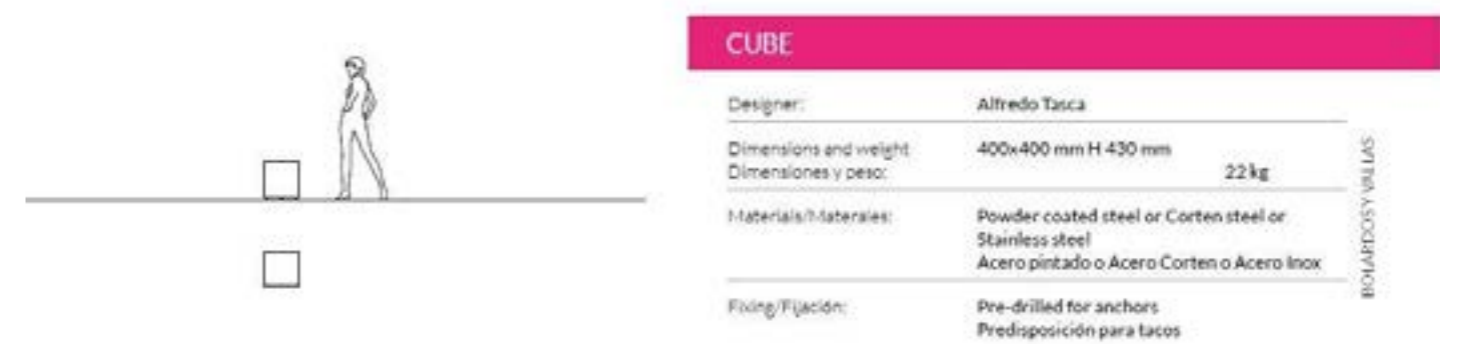 CUBE
Designer: Alfredo Tasca
Dimensions and weight 400x400 mm H 430 mm
Dimensiones y peso: 22 kg
Materials/Materales: Powder coated steel or Corten steel or
Stainless steel
Acero pintado o Acero Corten o Acero Inox
Fixing/Fijación: Pre-drilled for anchors
Predisposición para tacos
BOLARDOS Y VALLAS